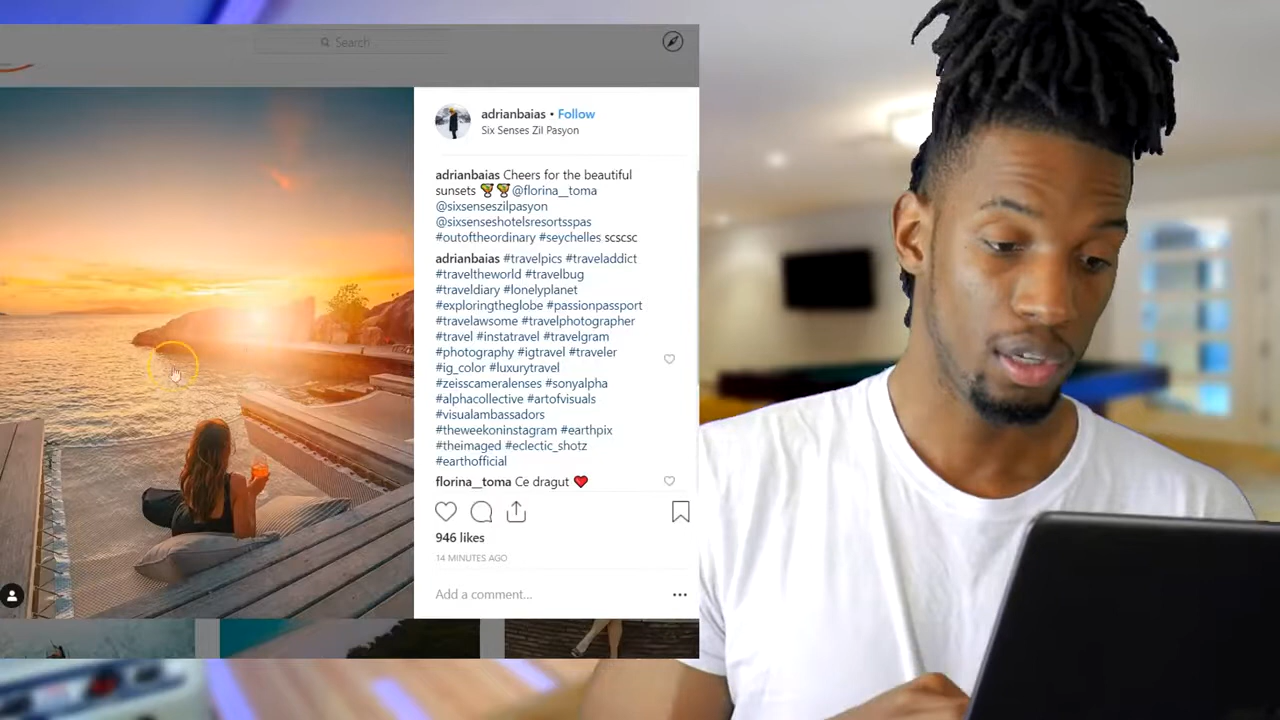 Search
adrianbaias • Follow
Six Senses Zil Pasyon
adrianbaias Cheers for the beautiful
sunsets 🍹🍹@florina__toma
@sixsenseszilpasyon
@sixsenseshotelsresortsspas
#outoftheordinary #seychelles scscsc
adrianbaias #travelpics #traveladdict
#traveltheworld #travelbug
#traveldiary #lonelyplanet
#exploringtheglobe #passionpassport
#travelawsome #travelphotographer
#travel #instatravel #travelgram
#photography #igtravel #traveler
#ig_color #luxurytravel
#zeisscameralenses #sonyalpha
#alphacollective #artofvisuals
#visualambassadors
#theweekoninstagram #earthpix
#theimaged #eclectic_shotz
#earthofficial
florina__toma Ce dragut ❤️
946 likes
14 MINUTES AGO
Add a comment...